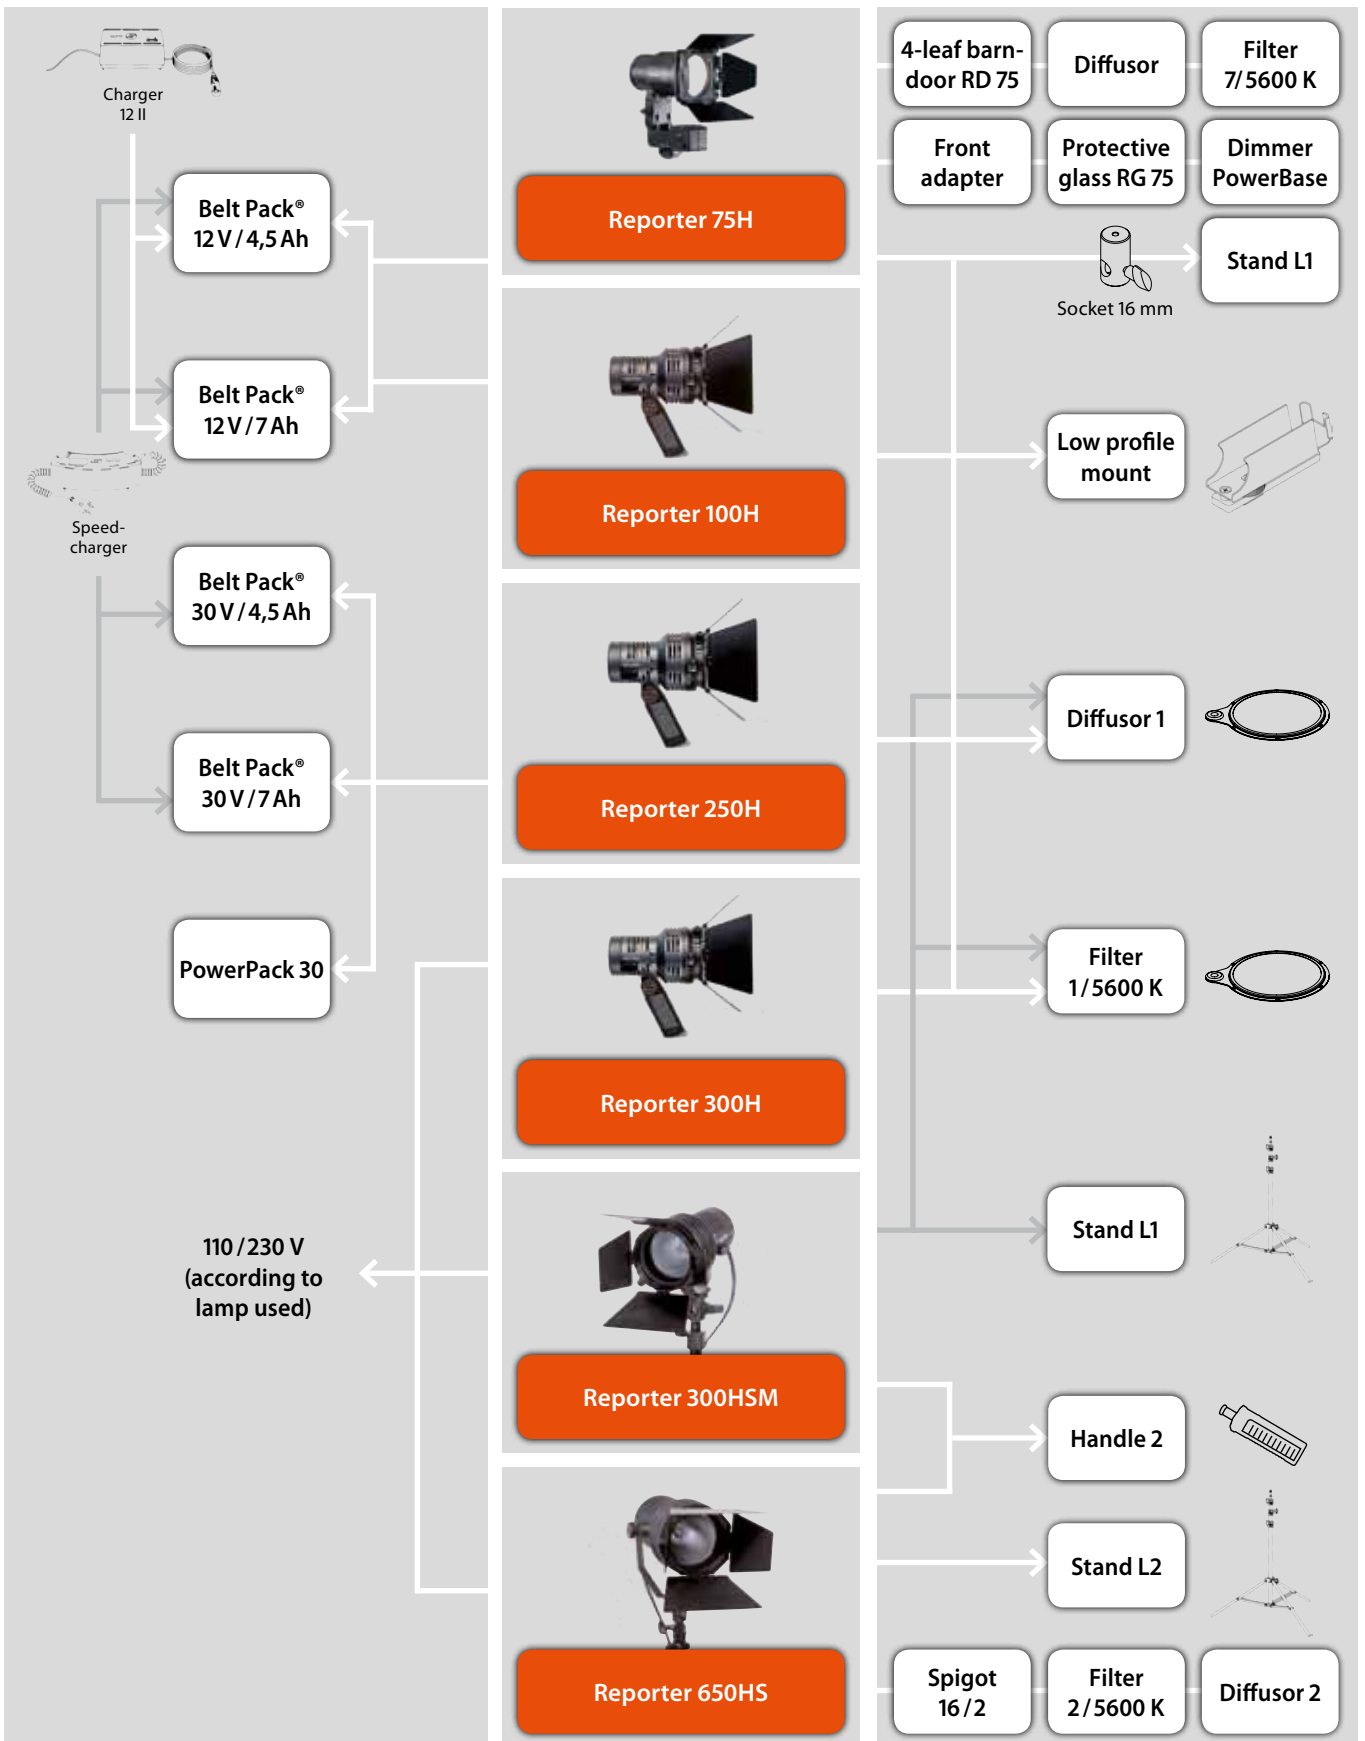 Charger
12 II
Belt Pack®
12 V / 4,5 Ah
Belt Pack®
12 V / 7 Ah
Speed-
charger
Belt Pack®
30 V / 4,5 Ah
Belt Pack®
30 V / 7 Ah
PowerPack 30
110 / 230 V
(according to
lamp used)
Reporter 75H
Reporter 100H
Reporter 250H
Reporter 300H
Reporter 300HSM
Reporter 650HS
4-leaf barn-
door RD 75
Diffusor
Filter
7/ 5600 K
Front
adapter
Protective
glass RG 75
Dimmer
PowerBase
Socket 16 mm
Stand L1
Low profile
mount
Diffusor 1
Filter
1 / 5600 K
Stand L1
Handle 2
Stand L2
Spigot
16 / 2
Filter
2 / 5600 K
Diffusor 2